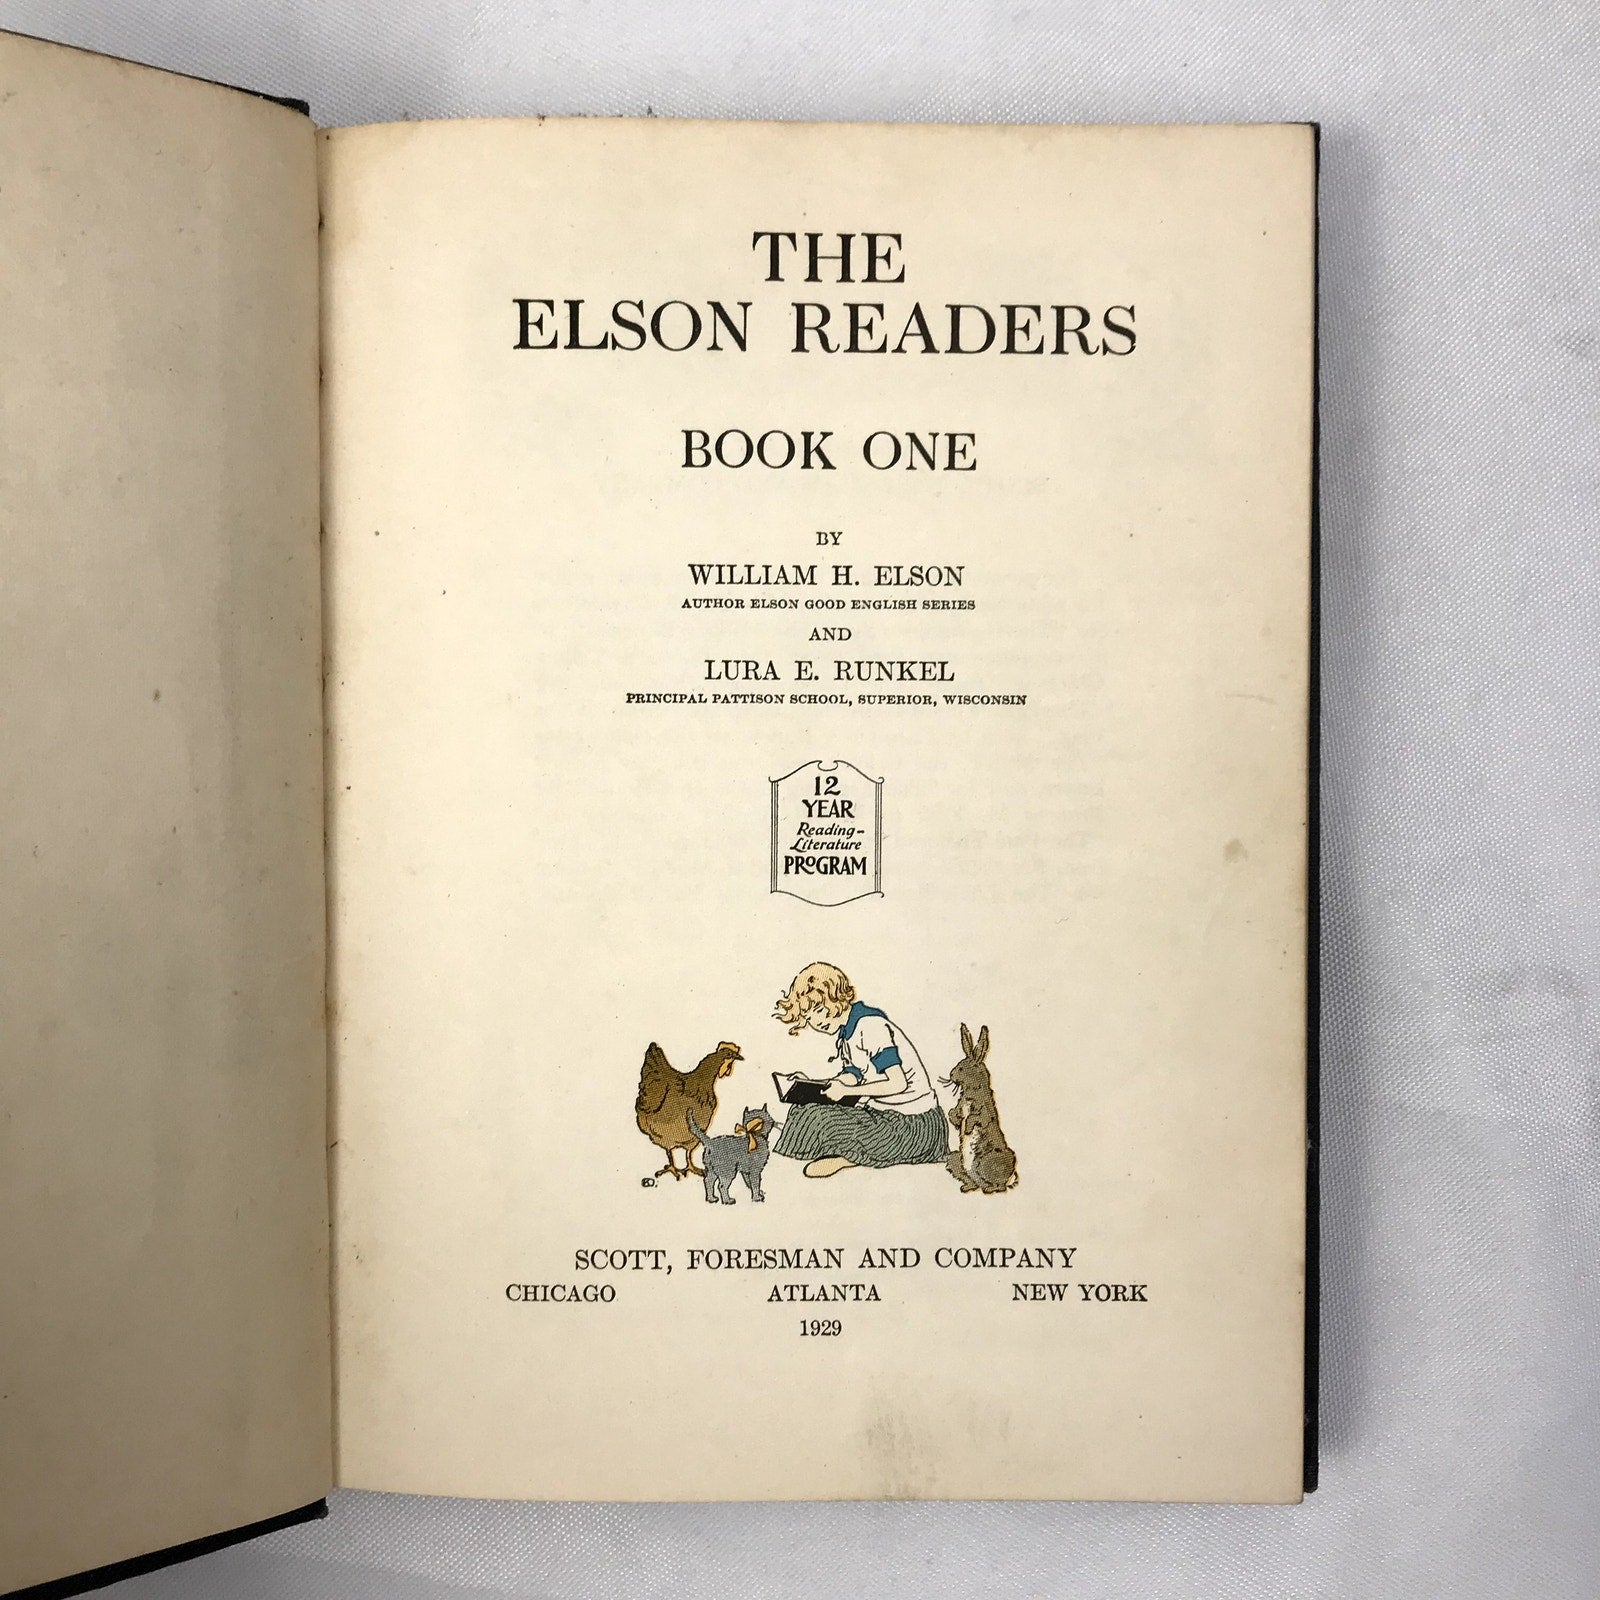 THE
ELSON READERS
BOOK ONE
BY
WILLIAM H. ELSON
AUTHOR ELSON GOOD ENGLISH SERIES
AND
LURA E. RUNKEL
PRINCIPAL PATTISON SCHOOL, SUPERIOR, WISCONSIN
12
YEAR
Reading-
Literature
PROGRAM
SCOTT, FORESMAN AND COMPANY
CHICAGO ATLANTA NEW YORK
1929